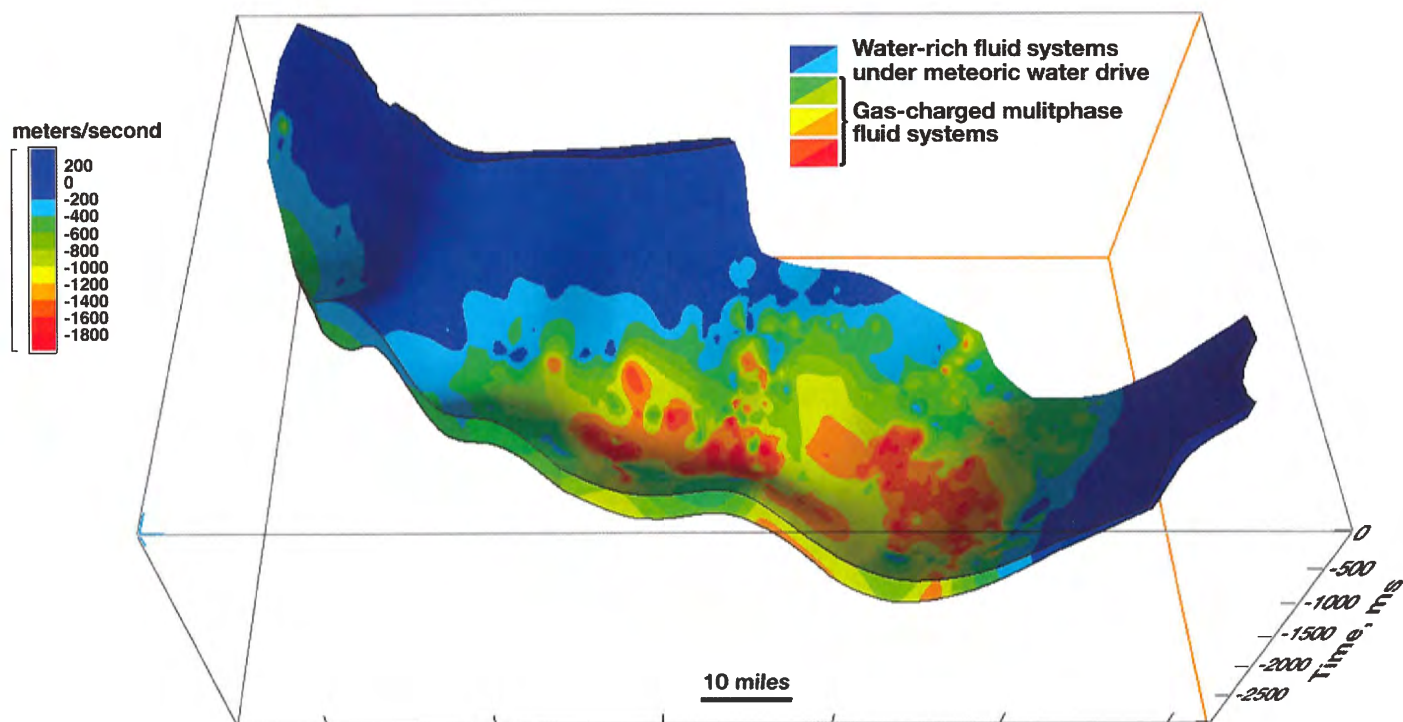 Water-rich fluid systems
under meteoric water drive
Gas-charged mulitphase
fluid systems
meters/second
200
0
-200
-400
-600
-800
-1000
-1200
-1400
-1600
-1800
0
-500
-1000
-1500
-2000
-2500
Time, ms
10 miles